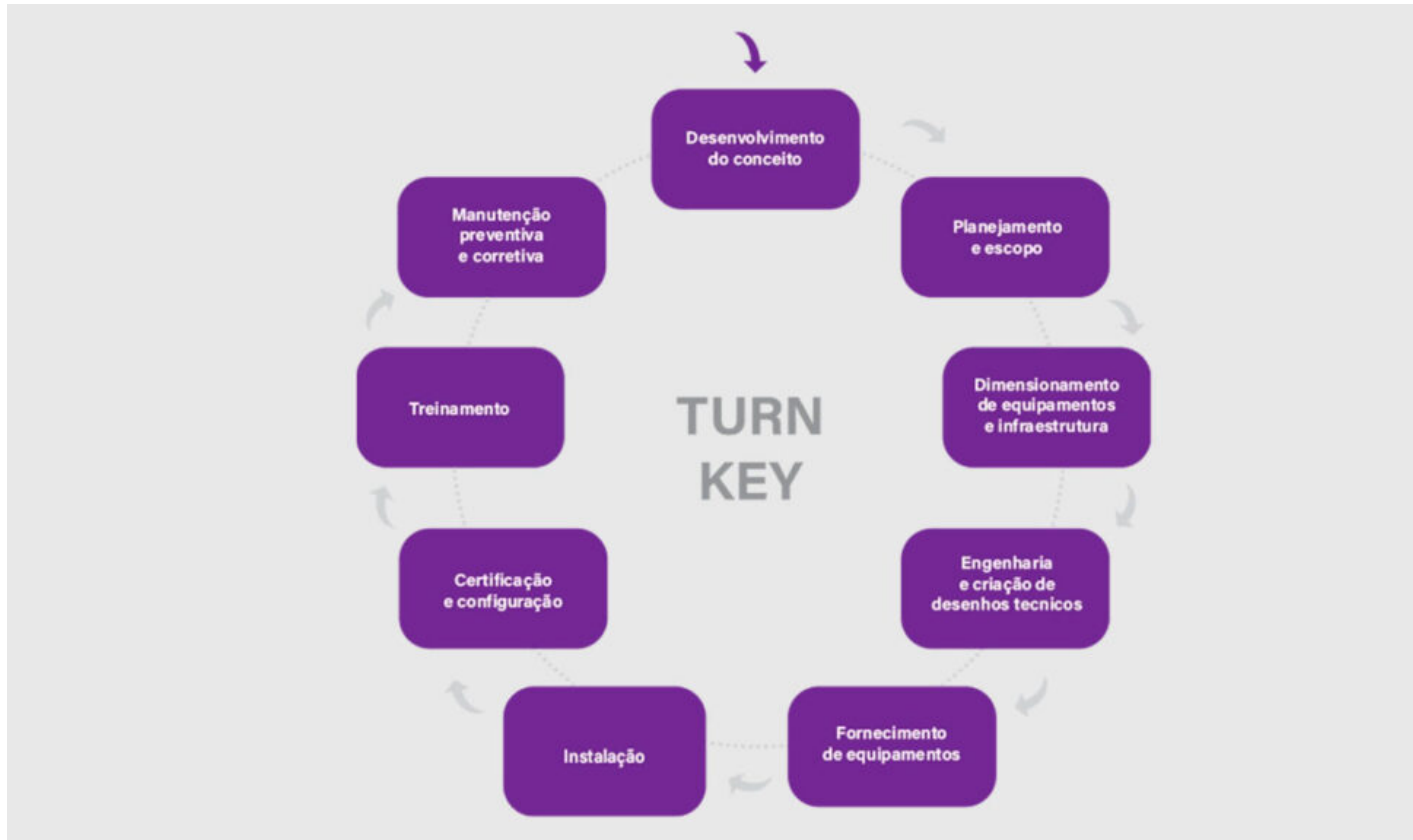 Desenvolvimento
do conceito
Planejamento
e escopo
Dimensionamento
de equipamentos
e infraestrutura
Engenharia
e criação de
desenhos tecnicos
Fornecimento
de equipamentos
Instalação
Certificação
e configuração
Treinamento
Manutenção
preventiva
e corretiva
TURN
KEY